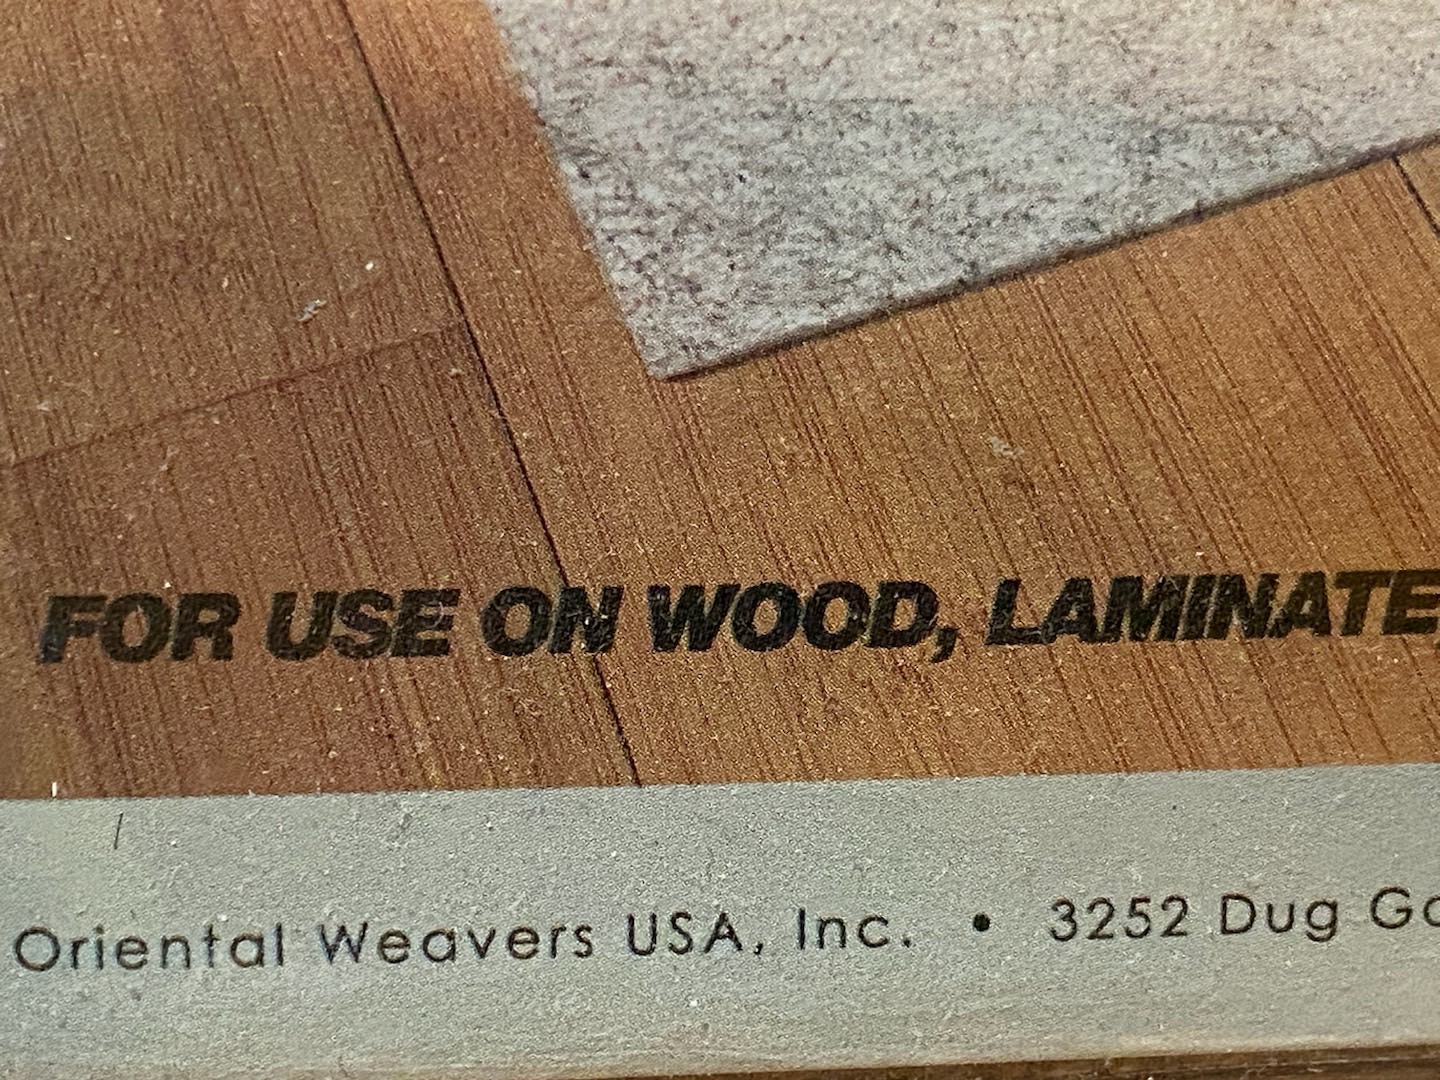 FOR USE ON WOOD, LAMINATE,
Oriental Weavers USA, Inc. • 3252 Dug